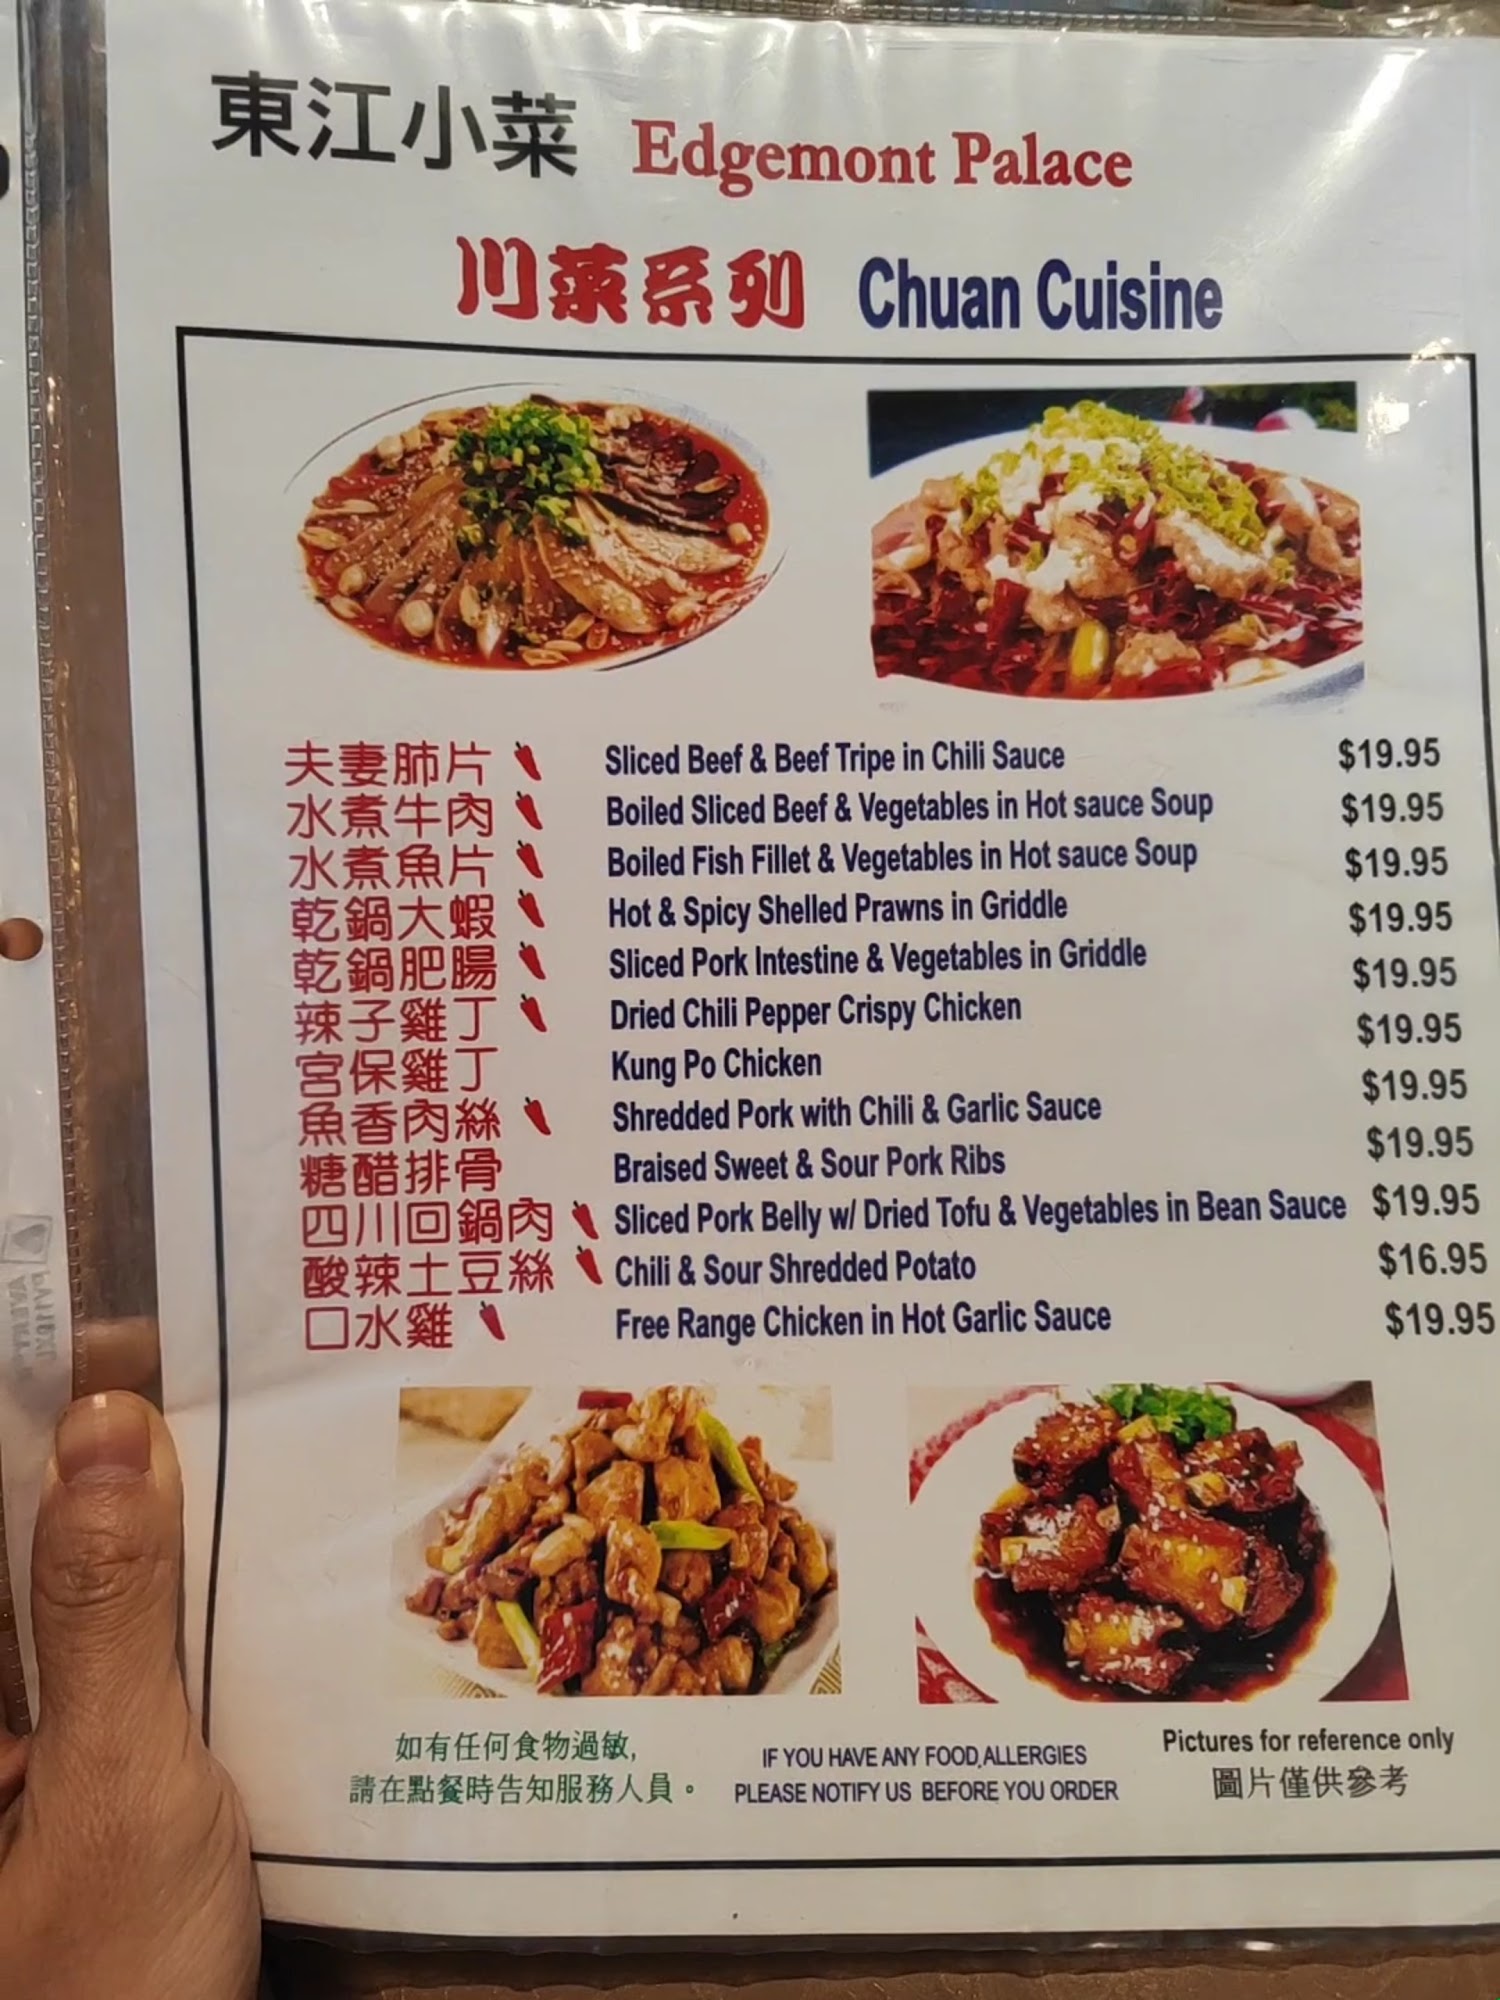 東江小菜 Edgemont Palace
川菜系列 Chuan Cuisine
夫妻肺片 Sliced Beef & Beef Tripe in Chili Sauce $19.95
水煮牛肉 Boiled Sliced Beef & Vegetables in Hot sauce Soup $19.95
水煮魚片 Boiled Fish Fillet & Vegetables in Hot sauce Soup $19.95
乾鍋大蝦 Hot & Spicy Shelled Prawns in Griddle $19.95
乾鍋肥腸 Sliced Pork Intestine & Vegetables in Griddle $19.95
辣子雞丁 Dried Chili Pepper Crispy Chicken $19.95
宮保雞丁 Kung Po Chicken $19.95
魚香肉絲 Shredded Pork with Chili & Garlic Sauce $19.95
糖醋排骨 Braised Sweet & Sour Pork Ribs $19.95
四川回鍋肉 Sliced Pork Belly w/ Dried Tofu & Vegetables in Bean Sauce $19.95
酸辣土豆絲 Chili & Sour Shredded Potato $16.95
口水雞 Free Range Chicken in Hot Garlic Sauce $19.95
如有任何食物過敏,
請在點餐時告知服務人員。
IF YOU HAVE ANY FOOD ALLERGIES
PLEASE NOTIFY US BEFORE YOU ORDER
Pictures for reference only
圖片僅供參考